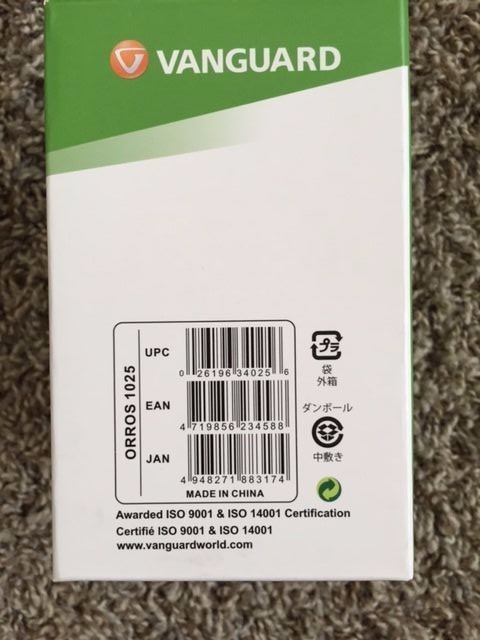 VANGUARD
ORROS 1025
UPC
0 26196 34025 6
EAN
4 719856 234588
JAN
4 948271 883174
MADE IN CHINA
プラ
袋
外箱
ダンボール
中敷き
Awarded ISO 9001 & ISO 14001 Certification
Certifié ISO 9001 & ISO 14001
www.vanguardworld.com